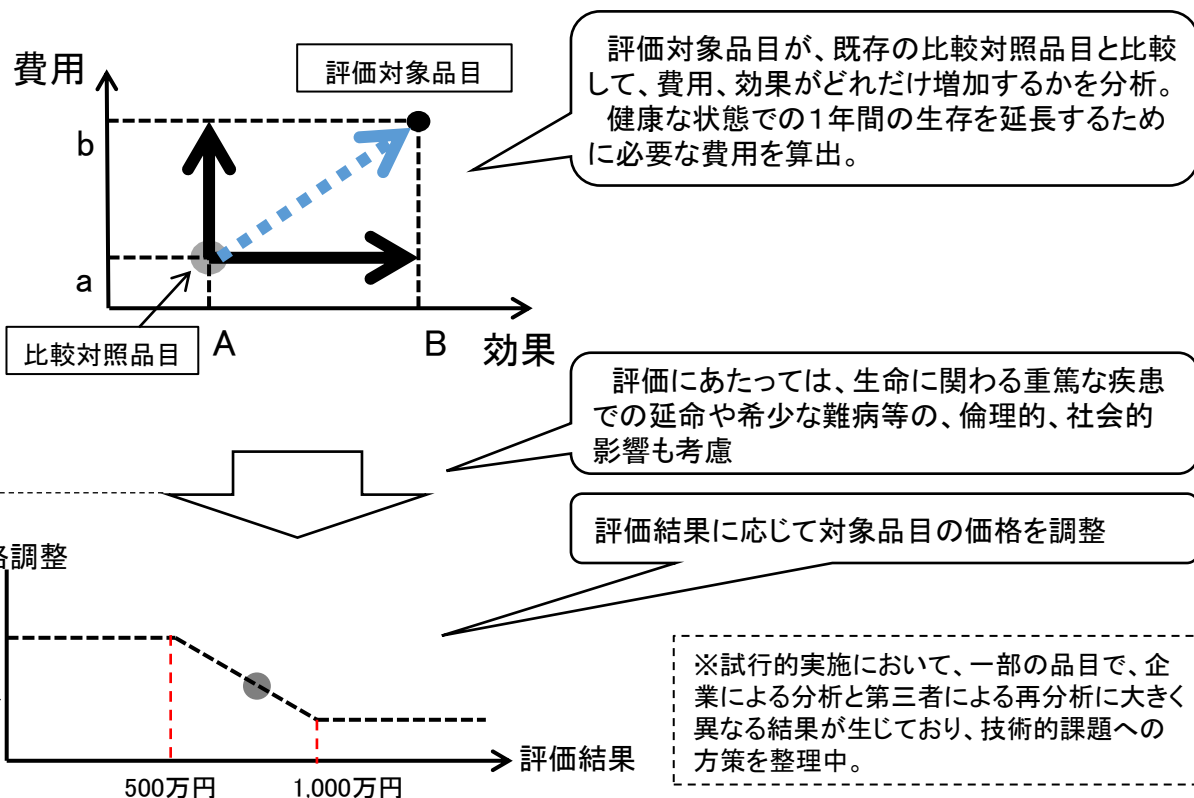 費用
評価対象品目
b
a
比較対照品目
A
B
効果
評価対象品目が、既存の比較対照品目と比較
して、費用、効果がどれだけ増加するかを分析。
健康な状態での1年間の生存を延長するため
に必要な費用を算出。
評価にあたっては、生命に関わる重篤な疾患
での延命や希少な難病等の、倫理的、社会的
影響も考慮
評価結果に応じて対象品目の価格を調整
格調整
評価結果
500万円
1,000万円
※試行的実施において、一部の品目で、企
業による分析と第三者による再分析に大きく
異なる結果が生じており、技術的課題への
方策を整理中。